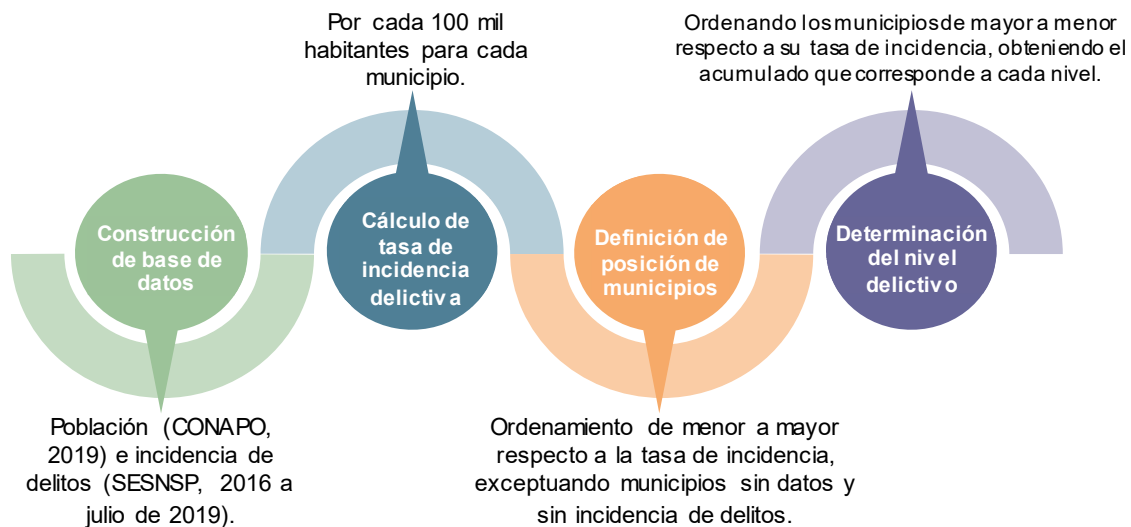 Construcción
de base de
datos
Población (CONAPO,
2019) e incidencia de
delitos (SESNSP, 2016 a
julio de 2019).
Por cada 100 mil
habitantes para cada
municipio.
Cálculo de
tasa de
incidencia
delictiva
Definición de
posición de
municipios
Ordenamiento de menor a mayor
respecto a la tasa de incidencia,
exceptuando municipios sin datos y
sin incidencia de delitos.
Ordenando los municipios de mayor a menor
respecto a su tasa de incidencia, obteniendo el
acumulado que corresponde a cada nivel.
Determinación
del nivel
delictivo